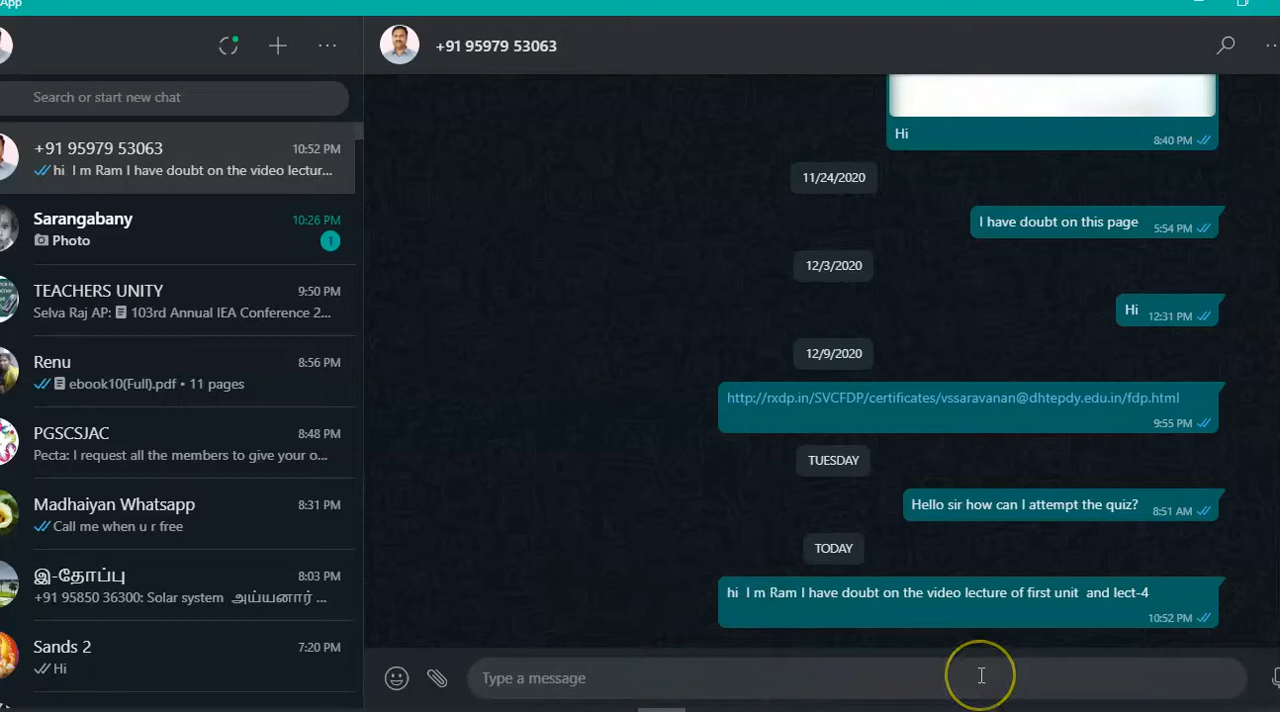 App
+91 95979 53063
Search or start new chat
+91 95979 53063
10:52 PM
hi I m Ram I have doubt on the video lectur...
Sarangabany
10:26 PM
Photo
1
TEACHERS UNITY
9:50 PM
Selva Raj AP: 103rd Annual IEA Conference 2...
Renu
8:56 PM
ebook10(Full).pdf • 11 pages
PGSCSJAC
8:48 PM
Pecta: I request all the members to give your o...
Madhaiyan Whatsapp
8:31 PM
Call me when u r free
இ-தோப்பு
8:03 PM
+91 95850 36300: Solar system அய்யனார் ...
Sands 2
7:20 PM
Hi
Hi
8:40 PM
11/24/2020
I have doubt on this page
5:54 PM
12/3/2020
Hi
12:31 PM
12/9/2020
http://rxdp.in/SVCFDP/certificates/vssaravanan@dhtepdy.edu.in/fdp.html
9:55 PM
TUESDAY
Hello sir how can I attempt the quiz?
8:51 AM
TODAY
hi I m Ram I have doubt on the video lecture of first unit and lect-4
10:52 PM
Type a message